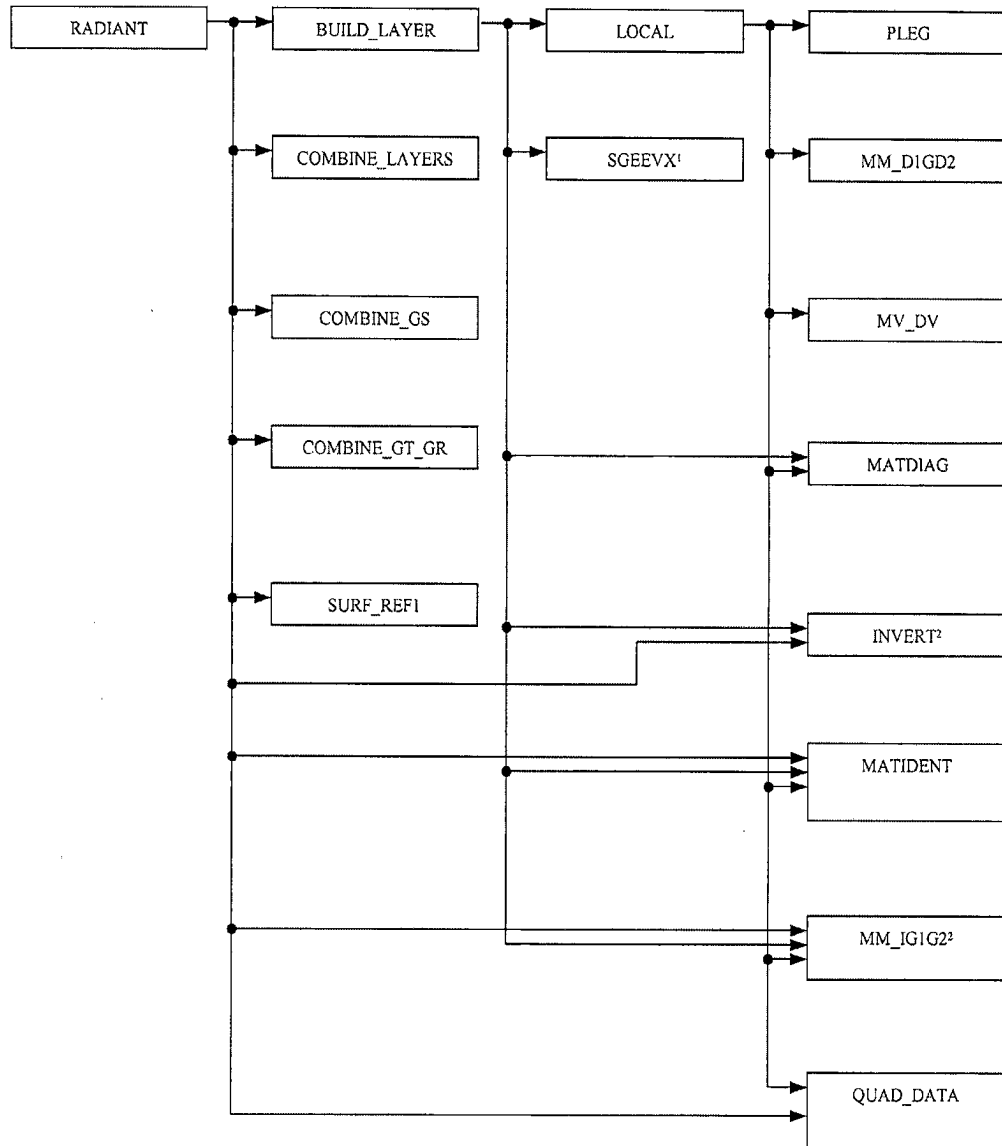 RADIANT
BUILD_LAYER
LOCAL
PLEG
COMBINE_LAYERS
SGEEVX¹
MM_D1GD2
COMBINE_GS
MV_DV
COMBINE_GT_GR
MATDIAG
SURF_REF1
INVERT²
MATIDENT
MM_IG1G2²
QUAD_DATA